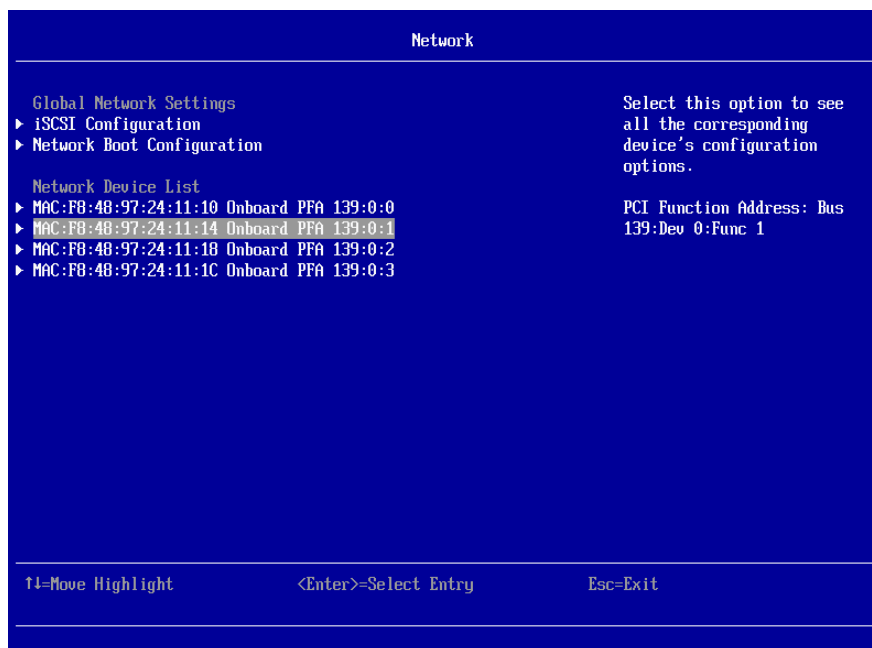 Network
Global Network Settings
▶ iSCSI Configuration
▶ Network Boot Configuration
Network Device List
▶ MAC:F8:48:97:24:11:10 Onboard PFA 139:0:0
▶ MAC:F8:48:97:24:11:14 Onboard PFA 139:0:1
▶ MAC:F8:48:97:24:11:18 Onboard PFA 139:0:2
▶ MAC:F8:48:97:24:11:1C Onboard PFA 139:0:3
Select this option to see
all the corresponding
device's configuration
options.
PCI Function Address: Bus
139:Dev 0:Func 1
↑↓=Move Highlight <Enter>=Select Entry Esc=Exit